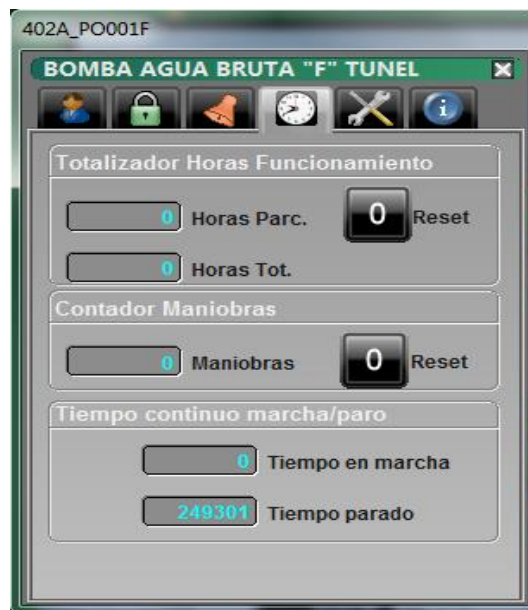 402A_PO001F
BOMBA AGUA BRUTA "F" TUNEL
Totalizador Horas Funcionamiento
0 Horas Parc. 0 Reset
0 Horas Tot.
Contador Maniobras
0 Maniobras 0 Reset
Tiempo continuo marcha/paro
0 Tiempo en marcha
249301 Tiempo parado